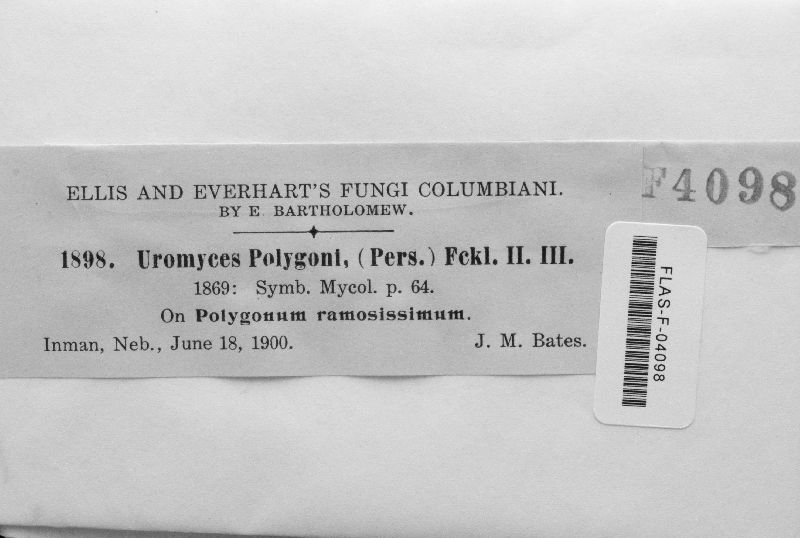 ELLIS AND EVERHART'S FUNGI COLUMBIANI.
BY E. BARTHOLOMEW.
1898. Uromyces Polygoni, (Pers.) Fckl. II. III.
1869: Symb. Mycol. p. 64.
On Polygonum ramosissimum.
Inman, Neb., June 18, 1900. J. M. Bates.
F4098
FLAS-F-04098